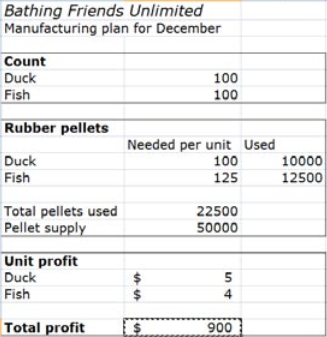 Bathing Friends Unlimited
Manufacturing plan for December
Count
Duck 100
Fish 100
Rubber pellets
Needed per unit Used
Duck 100 10000
Fish 125 12500
Total pellets used 22500
Pellet supply 50000
Unit profit
Duck $ 5
Fish $ 4
Total profit $ 900